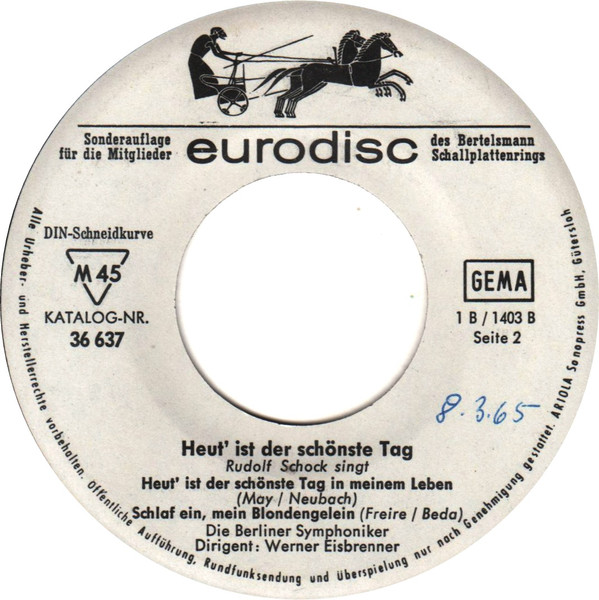 Sonderauflage
für die Mitglieder
eurodisc
des Bertelsmann
Schallplattenrings
DIN-Schneidkurve
M 45
KATALOG-NR.
36 637
GEMA
1 B / 1403 B
Seite 2
8.3.65
Heut' ist der schönste Tag
Rudolf Schock singt
Heut' ist der schönste Tag in meinem Leben
(May / Neubach)
Schlaf ein, mein Blondengelein (Freire / Beda)
Die Berliner Symphoniker
Dirigent: Werner Eisbrenner
Alle Urheber- und Herstellerrechte vorbehalten. Öffentliche Aufführung, Rundfunksendung und Überspielung nur nach Genehmigung gestattet. ARIOLA Sonopress GmbH, Gütersloh